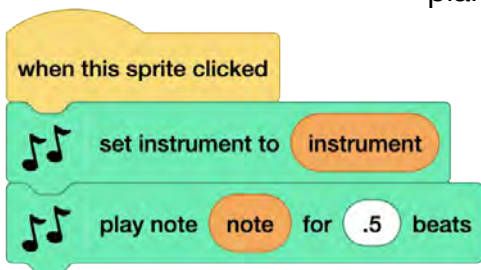 when this sprite clicked
set instrument to instrument
play note note for .5 beats